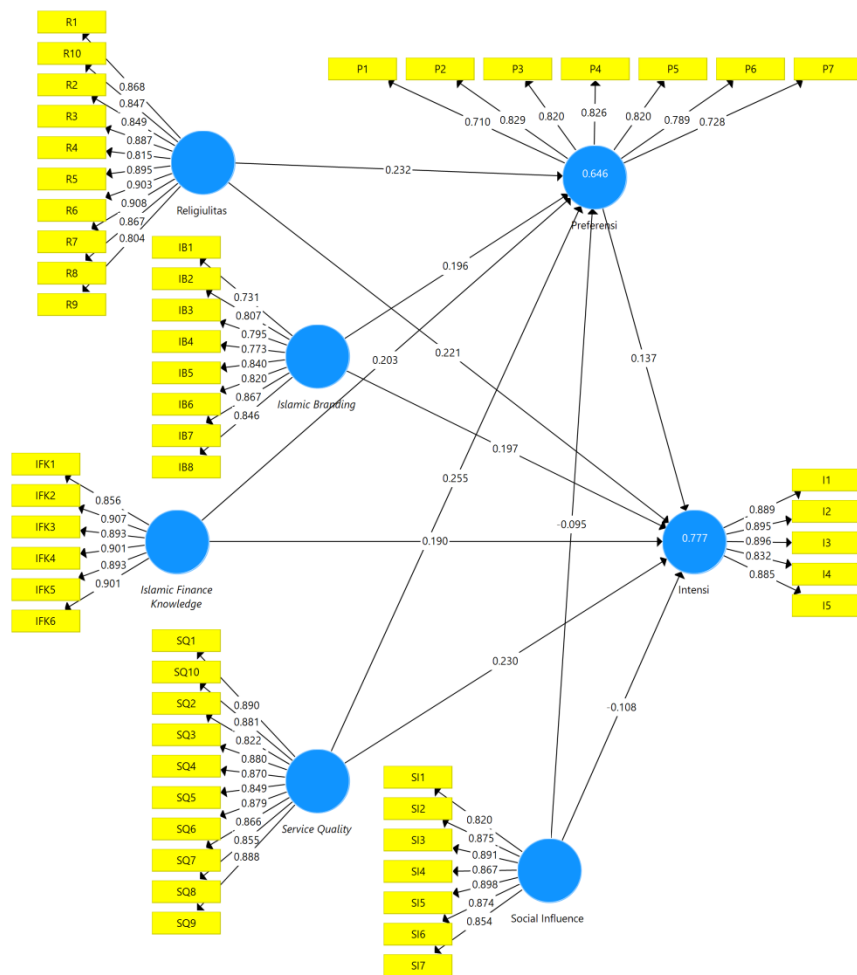 R1
R10
R2
R3
R4
R5
R6
R7
R8
R9
0.868
0.847
0.849
0.887
0.815
0.895
0.903
0.908
0.867
0.804
Religiulitas
P1
P2
P3
P4
P5
P6
P7
0.710
0.829
0.820
0.826
0.820
0.789
0.728
0.646
Preferensi
0.232
IB1
IB2
IB3
IB4
IB5
IB6
IB7
IB8
0.731
0.807
0.795
0.773
0.840
0.820
0.867
0.846
Islamic Branding
0.196
0.203
0.221
0.137
0.197
0.255
-0.095
0.190
IFK1
IFK2
IFK3
IFK4
IFK5
IFK6
0.856
0.907
0.893
0.901
0.893
0.901
Islamic Finance
Knowledge
0.777
Intensi
0.889
0.895
0.896
0.832
0.885
I1
I2
I3
I4
I5
0.230
-0.108
SQ1
SQ10
SQ2
SQ3
SQ4
SQ5
SQ6
SQ7
SQ8
SQ9
0.890
0.881
0.822
0.880
0.870
0.849
0.879
0.866
0.855
0.888
Service Quality
SI1
SI2
SI3
SI4
SI5
SI6
SI7
0.820
0.875
0.891
0.867
0.898
0.874
0.854
Social Influence